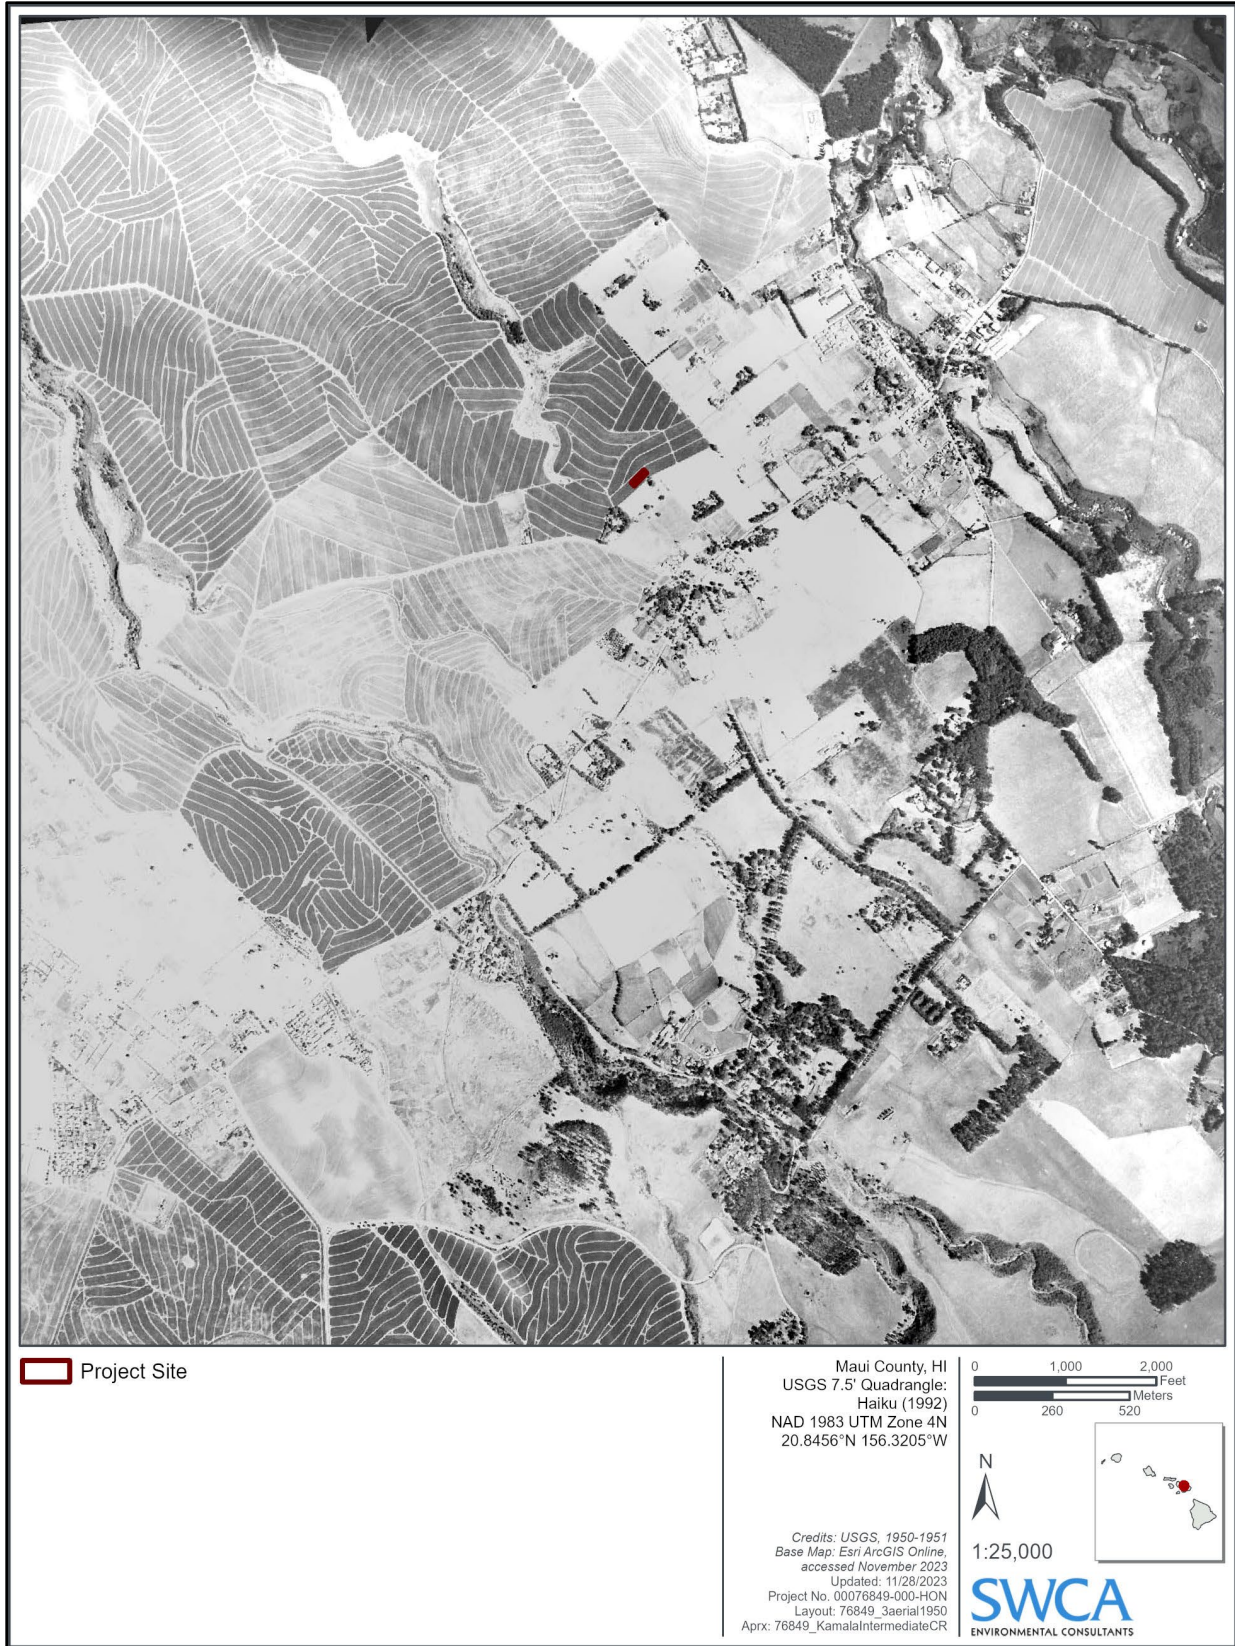 Project Site
Maui County, HI
USGS 7.5' Quadrangle:
Haiku (1992)
NAD 1983 UTM Zone 4N
20.8456°N 156.3205°W
Credits: USGS, 1950-1951
Base Map: Esri ArcGIS Online,
accessed November 2023
Updated: 11/28/2023
Project No. 00076849-000-HON
Layout: 76849_3aerial1950
Aprx: 76849_KamalaIntermediateCR
0 1,000 2,000
Feet
Meters
0 260 520
N
1:25,000
SWCA
ENVIRONMENTAL CONSULTANTS